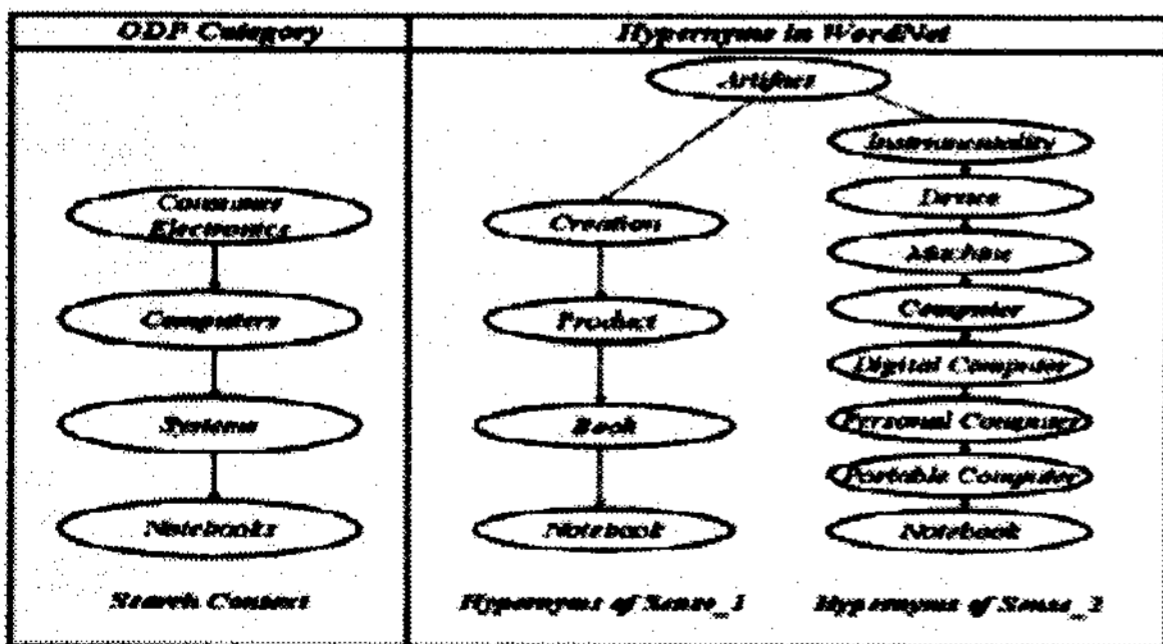 ODP Category
Hypernyms in WordNet
Artifact
Instrumentality
Device
Machine
Computer
Digital Computer
Personal Computer
Portable Computer
Notebook
Creation
Product
Book
Notebook
Consumer
Electronics
Computers
Systems
Notebooks
Search Context
Hypernyms of Sense_1
Hypernyms of Sense_2